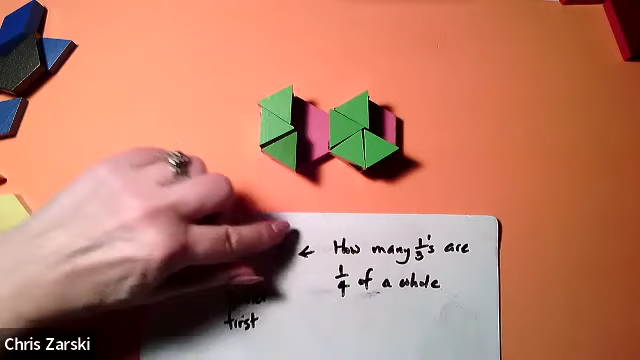 ← How many 1/3's are
1/4 of a whole
first
Chris Zarski